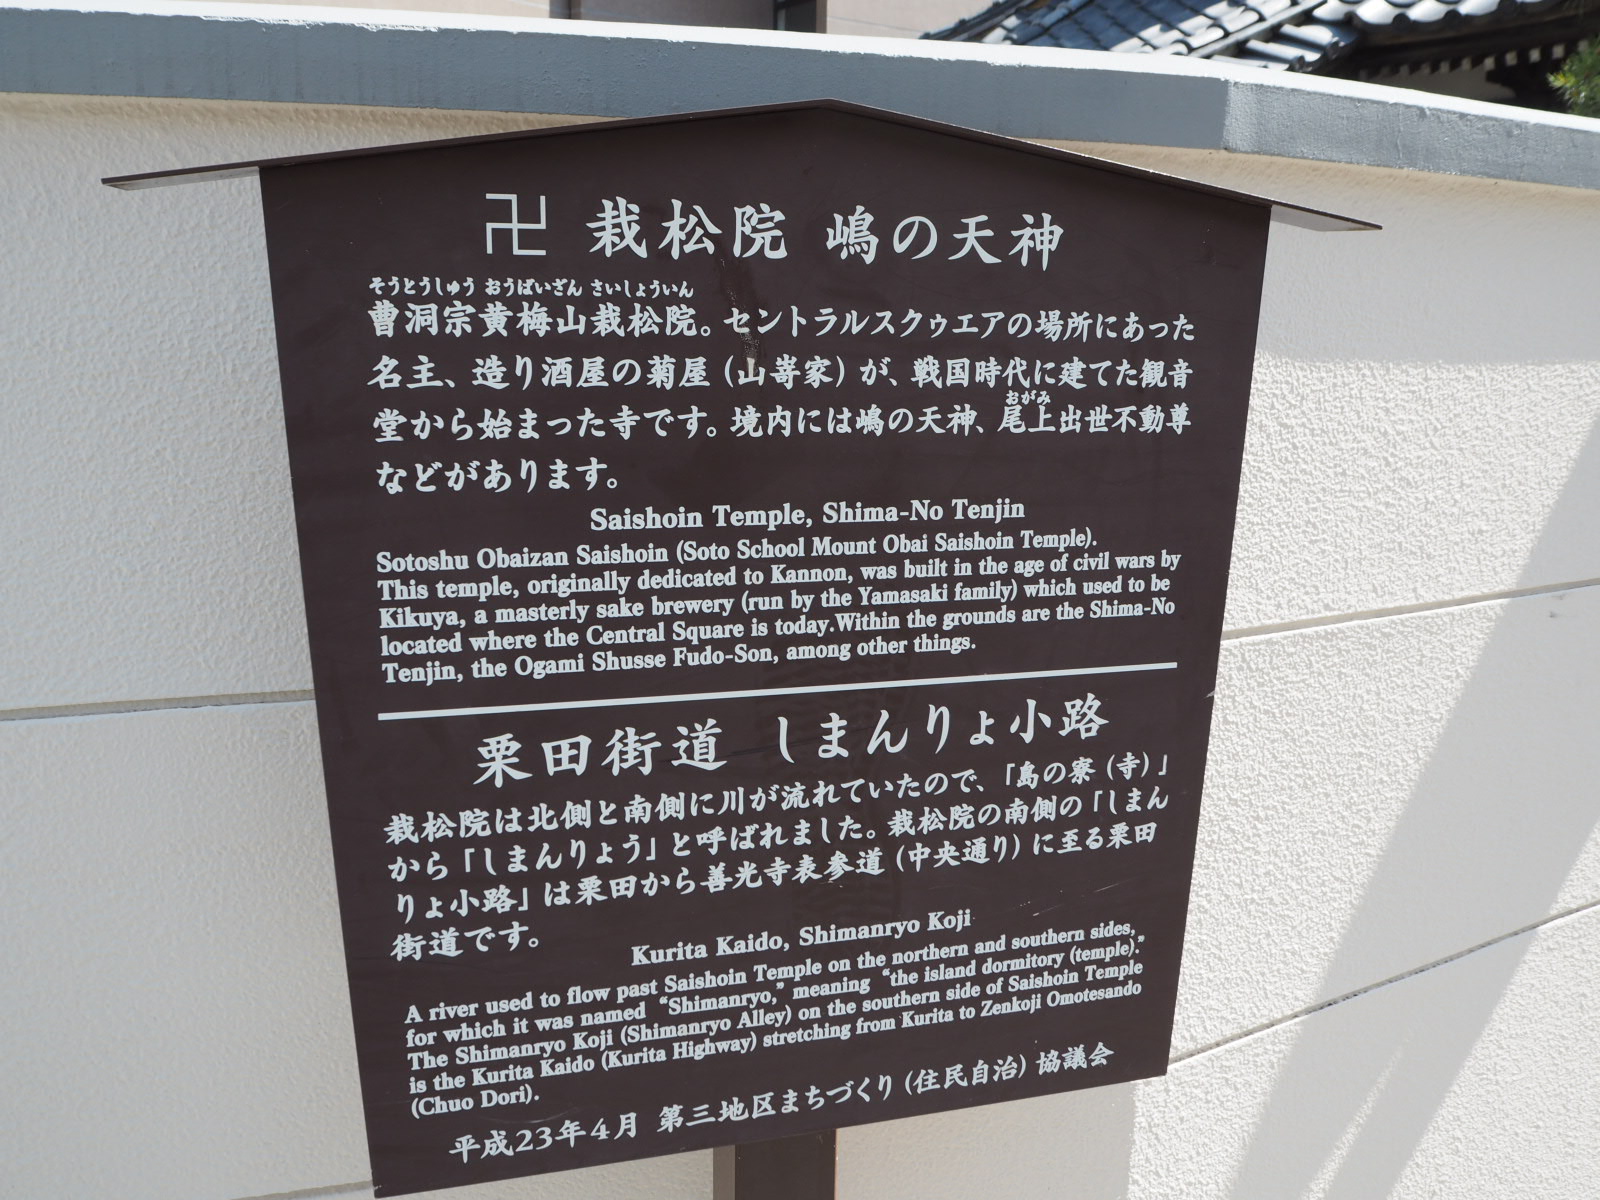 卍 栽松院 嶋の天神
そうとうしゅう おうばいざん さいしょういん
曹洞宗黄梅山栽松院。セントラルスクゥエアの場所にあった
名主、造り酒屋の菊屋（山嵜家）が、戦国時代に建てた観音
おがみ
堂から始まった寺です。境内には嶋の天神、尾上出世不動尊
などがあります。
Saishoin Temple, Shima-No Tenjin
Sotoshu Obaizan Saishoin (Soto School Mount Obai Saishoin Temple).
This temple, originally dedicated to Kannon, was built in the age of civil wars by
Kikuya, a masterly sake brewery (run by the Yamasaki family) which used to be
located where the Central Square is today.Within the grounds are the Shima-No
Tenjin, the Ogami Shusse Fudo-Son, among other things.
栗田街道 しまんりょ小路
栽松院は北側と南側に川が流れていたので、「島の寮（寺）」
から「しまんりょう」と呼ばれました。栽松院の南側の「しまん
りょ小路」は栗田から善光寺表参道（中央通り）に至る栗田
街道です。
Kurita Kaido, Shimanryo Koji
A river used to flow past Saishoin Temple on the northern and southern sides,
for which it was named “Shimanryo,” meaning “the island dormitory (temple).”
The Shimanryo Koji (Shimanryo Alley) on the southern side of Saishoin Temple
is the Kurita Kaido (Kurita Highway) stretching from Kurita to Zenkoji Omotesando
(Chuo Dori).
平成23年4月 第三地区まちづくり（住民自治）協議会